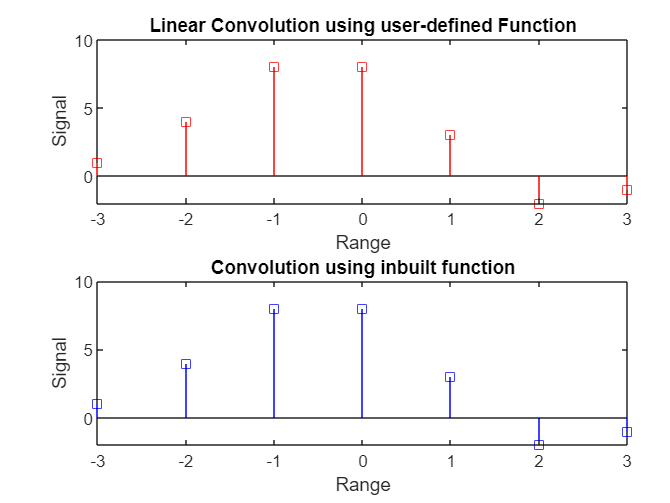 Linear Convolution using user-defined Function
10
5
0
Signal
-3 -2 -1 0 1 2 3
Range
Convolution using inbuilt function
10
5
0
Signal
-3 -2 -1 0 1 2 3
Range